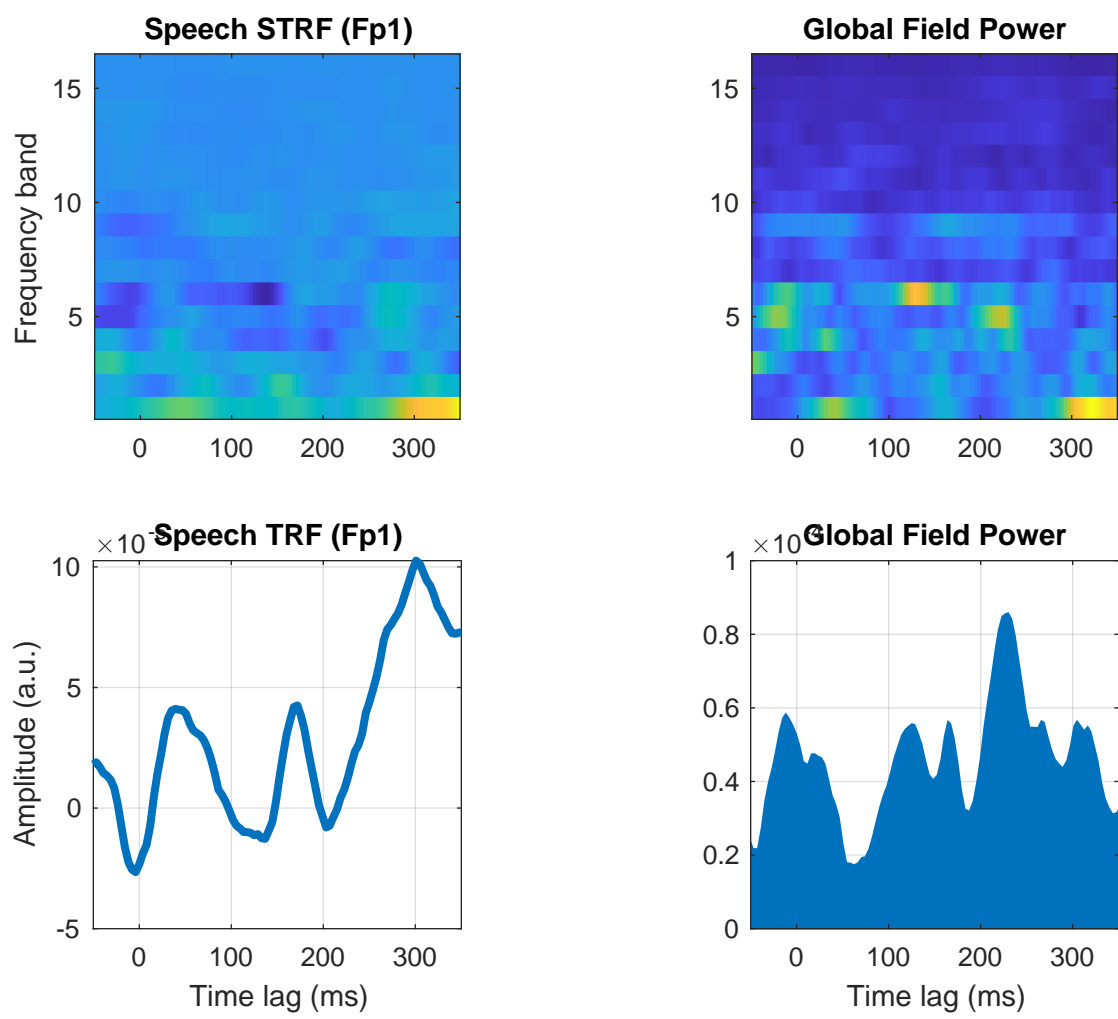 Speech STRF (Fp1)
Global Field Power
Frequency band
15
10
5
0 100 200 300
15
10
5
0 100 200 300
Speech TRF (Fp1)
Global Field Power
×10
×10
Amplitude (a.u.)
10
5
0
-5
0 100 200 300
Time lag (ms)
1
0.8
0.6
0.4
0.2
0
0 100 200 300
Time lag (ms)